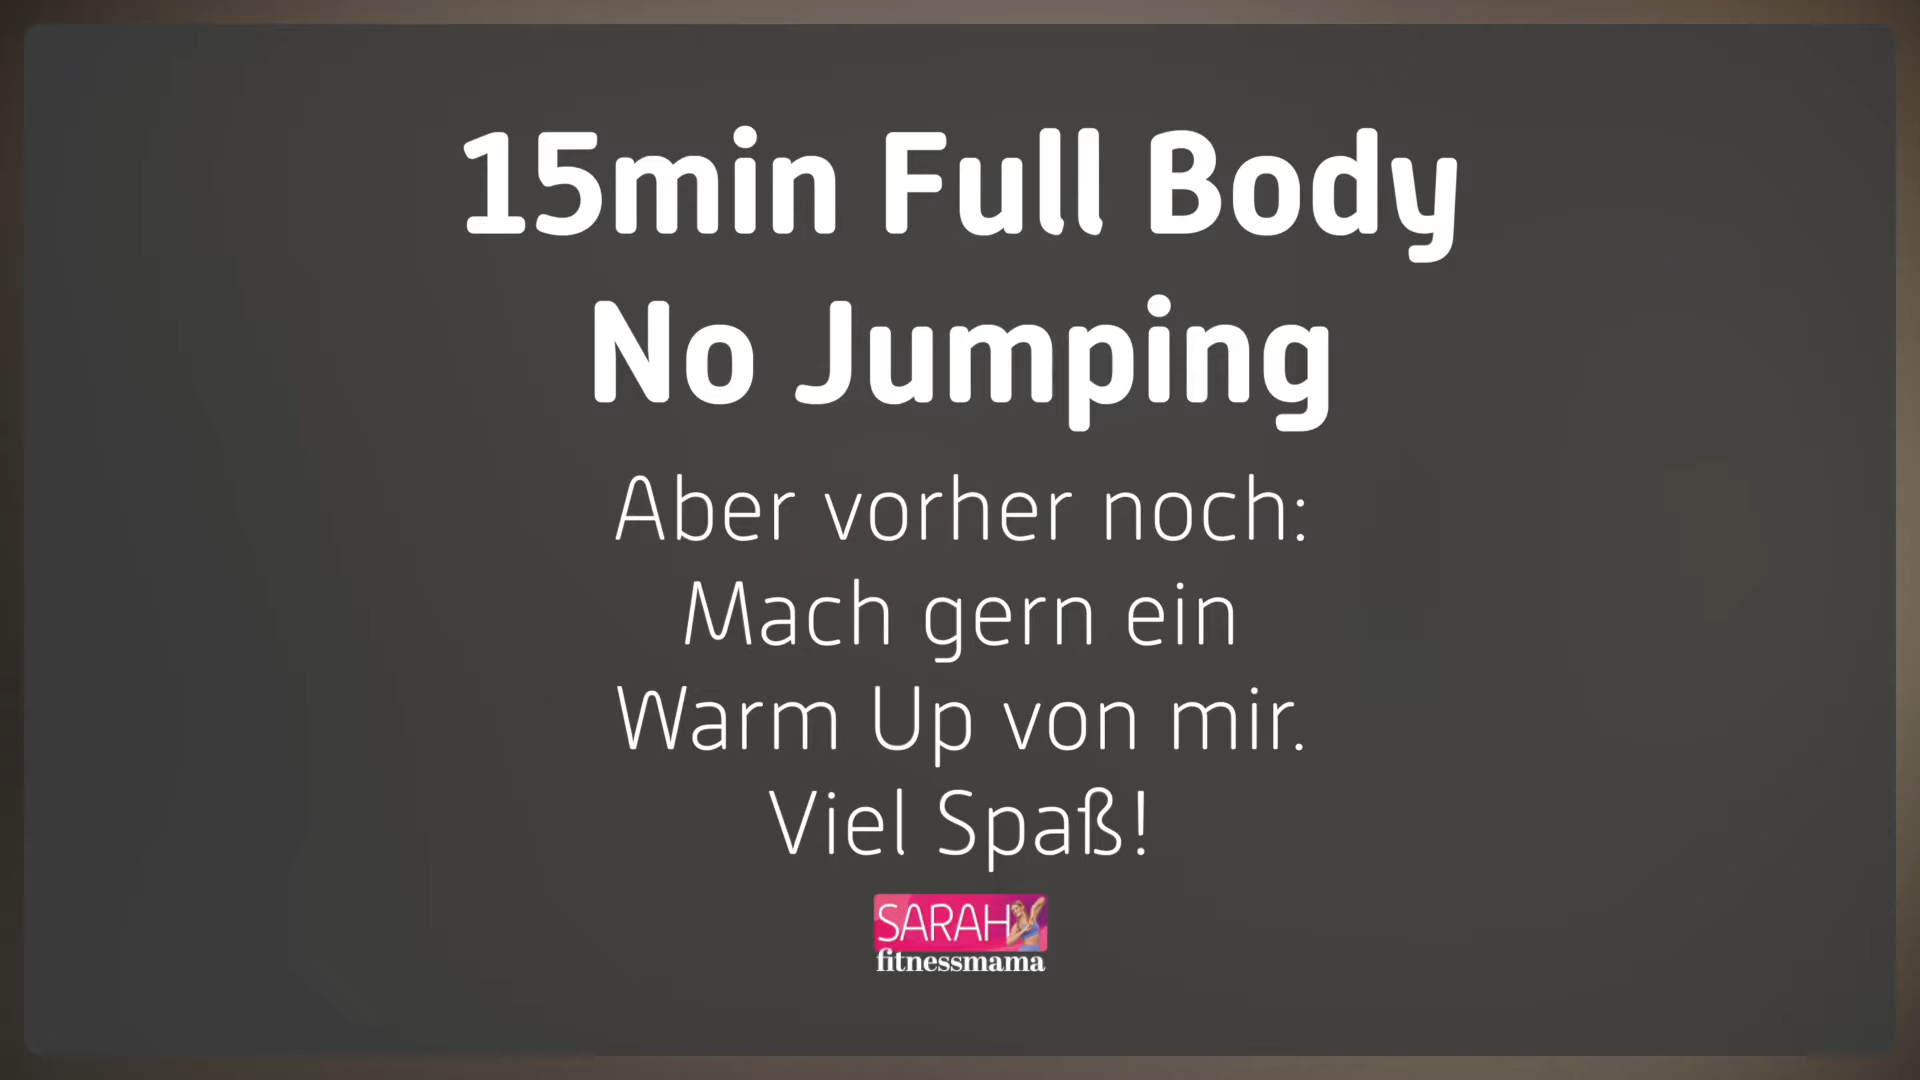 15min Full Body
No Jumping
Aber vorher noch:
Mach gern ein
Warm Up von mir.
Viel Spaß!
SARAH
fitnessmama